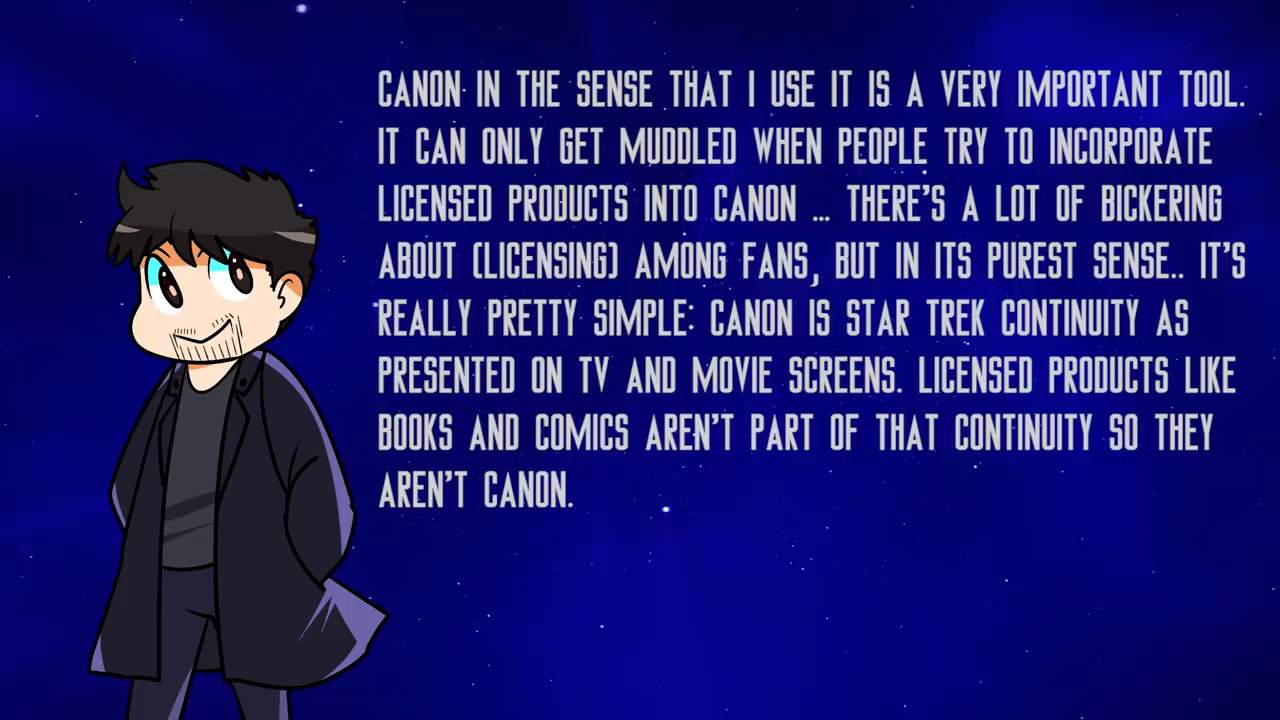 CANON IN THE SENSE THAT I USE IT IS A VERY IMPORTANT TOOL.
IT CAN ONLY GET MUDDLED WHEN PEOPLE TRY TO INCORPORATE
LICENSED PRODUCTS INTO CANON ... THERE'S A LOT OF BICKERING
ABOUT (LICENSING) AMONG FANS, BUT IN ITS PUREST SENSE.. IT'S
REALLY PRETTY SIMPLE: CANON IS STAR TREK CONTINUITY AS
PRESENTED ON TV AND MOVIE SCREENS. LICENSED PRODUCTS LIKE
BOOKS AND COMICS AREN'T PART OF THAT CONTINUITY SO THEY
AREN'T CANON.